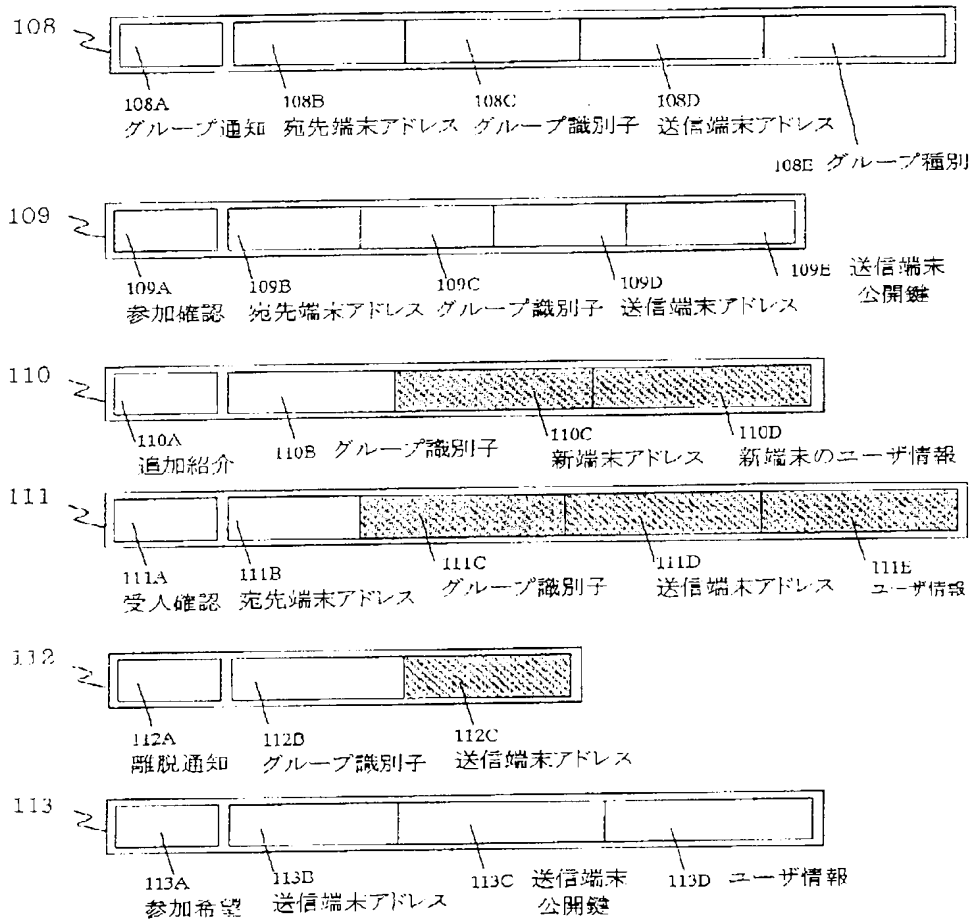 108
108A 108B 108C 108D
グループ通知 宛先端末アドレス グループ識別子 送信端末アドレス
108E グループ種別
109
109A 109B 109C 109D 109E 送信端末
参加確認 宛先端末アドレス グループ識別子 送信端末アドレス 公開鍵
110
110A 110B グループ識別子 110C 110D
追加紹介 新端末アドレス 新端末のユーザ情報
111
111A 111B 111C 111D 111E
受入確認 宛先端末アドレス グループ識別子 送信端末アドレス ユーザ情報
112
112A 112B 112C
離脱通知 グループ識別子 送信端末アドレス
113
113A 113B 113C 送信端末 113D ユーザ情報
参加希望 送信端末アドレス 公開鍵